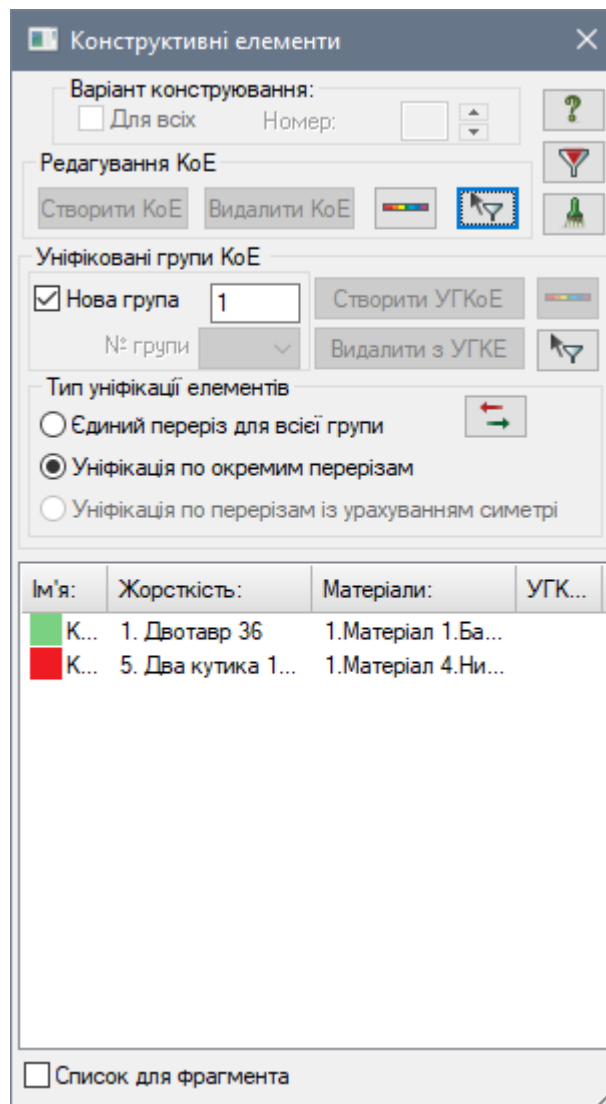 Конструктивні елементи
Варіант конструювання:
Для всіх Номер:
Редагування КоЕ
Створити КоЕ Видалити КоЕ
Уніфіковані групи КоЕ
Нова група 1 Створити УГКоЕ
№ групи Видалити з УГКЕ
Тип уніфікації елементів
Єдиний переріз для всієї групи
Уніфікація по окремим перерізам
Уніфікація по перерізам із урахуванням симетрі
Ім'я: Жорсткість: Матеріали: УГК...
К... 1. Двотавр 36 1.Матеріал 1.Ба...
К... 5. Два кутика 1... 1.Матеріал 4.Ни...
Список для фрагмента